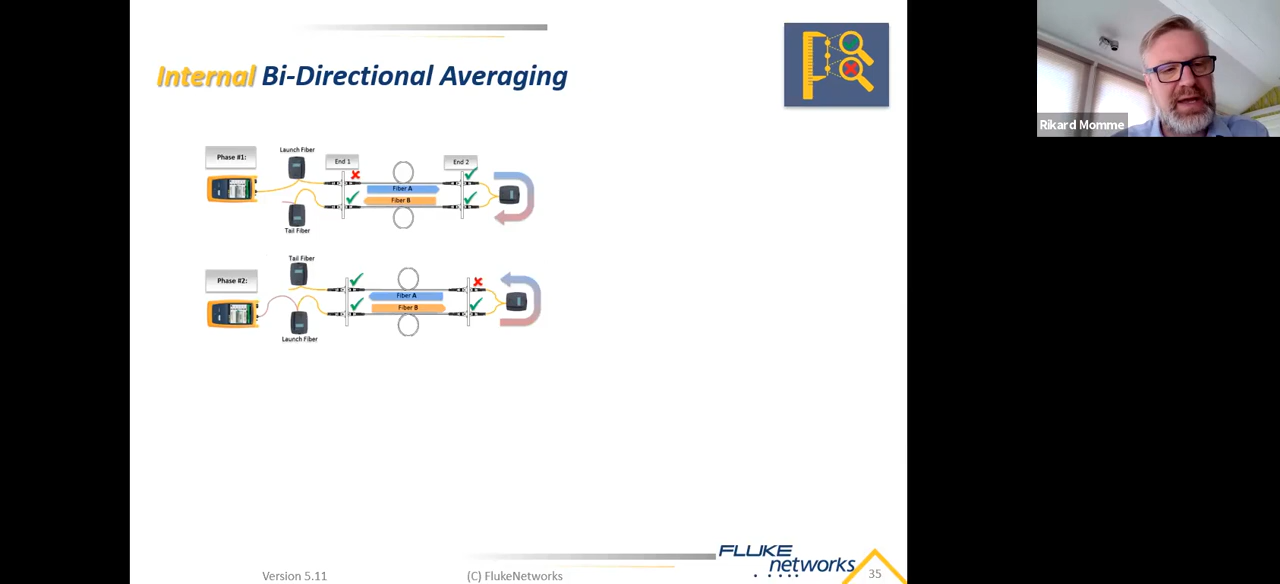 Internal Bi-Directional Averaging
Rikard Momme
Phase #1:
Launch Fiber
End 1
End 2
Fiber A
Fiber B
Tail Fiber
Tail Fiber
Phase #2:
Fiber A
Fiber B
Launch Fiber
FLUKE
networks
Version 5.11
(C) FlukeNetworks
35